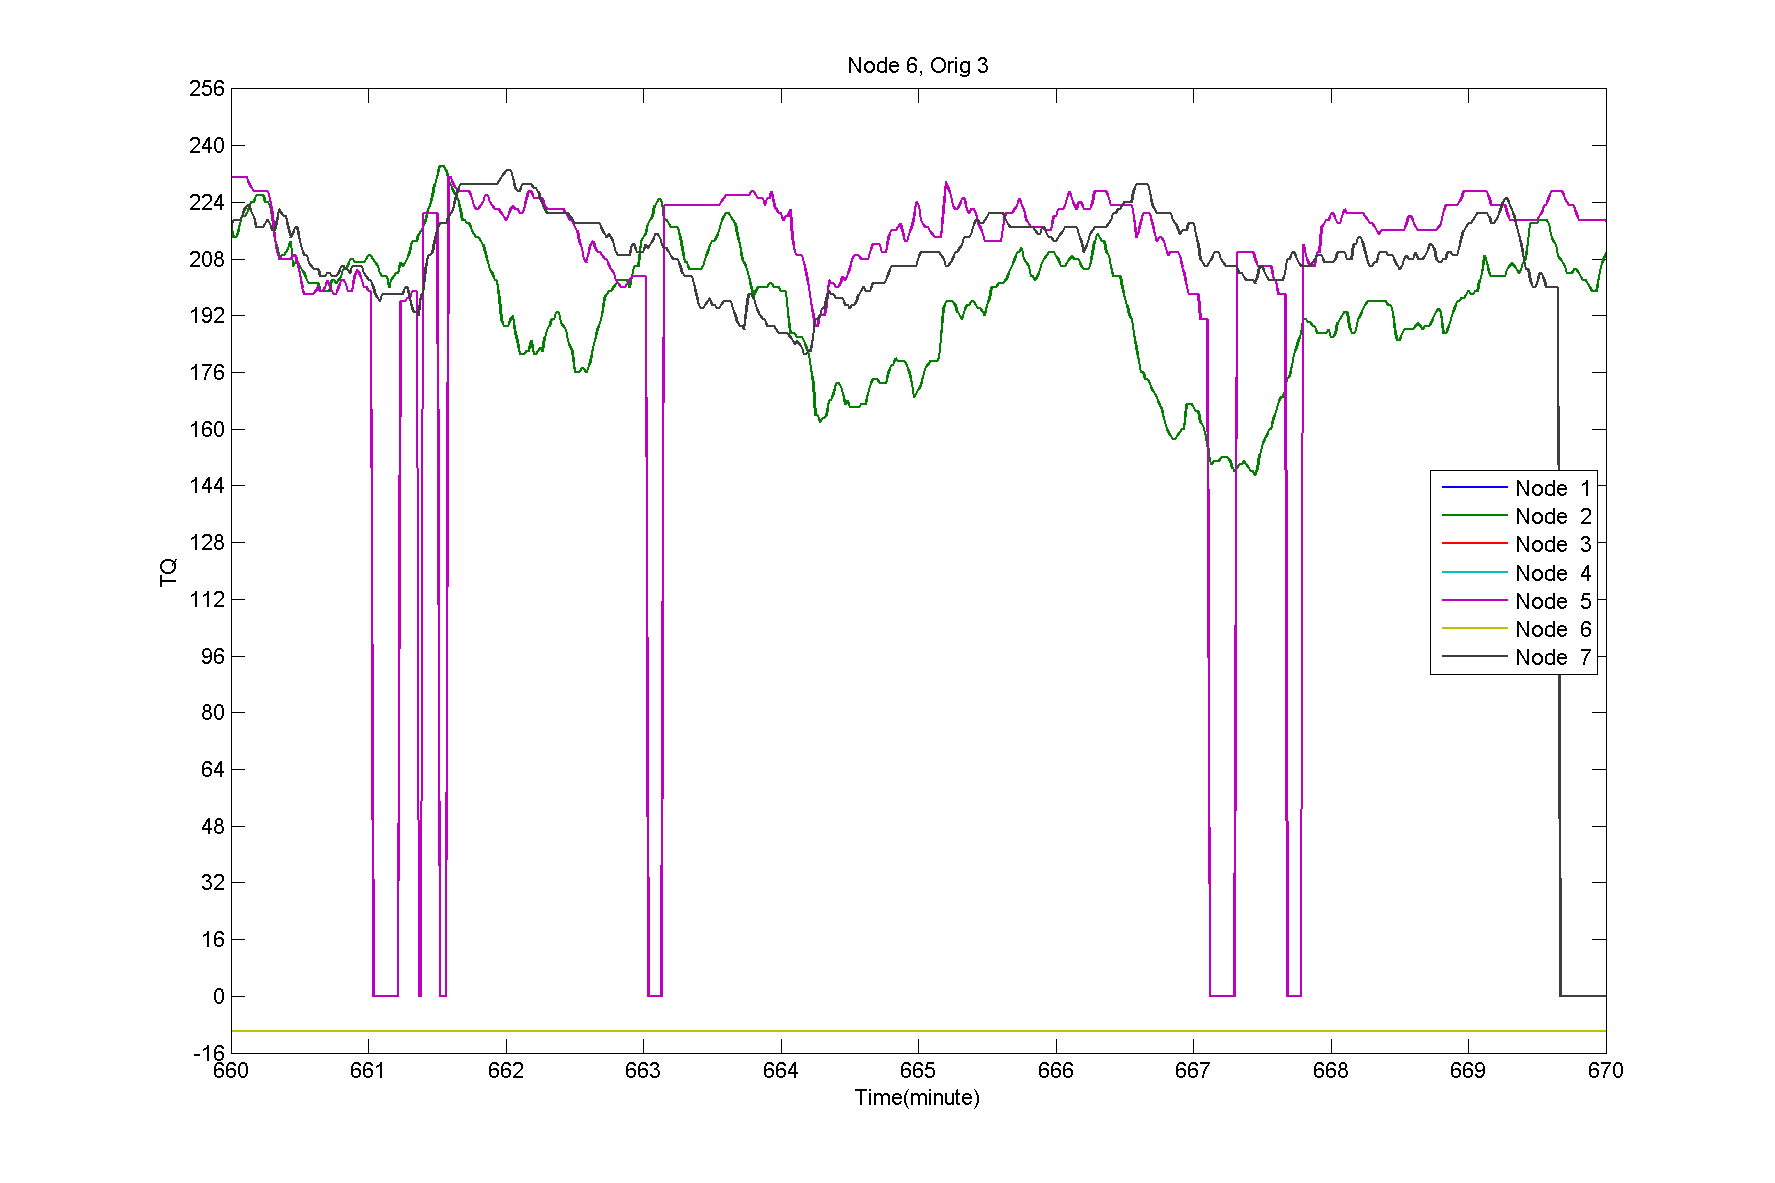 Node 6, Orig 3
256
240
224
208
192
176
160
144
128
112
96
80
64
48
32
16
0
-16
TQ
660 661 662 663 664 665 666 667 668 669 670
Time(minute)
Node 1
Node 2
Node 3
Node 4
Node 5
Node 6
Node 7